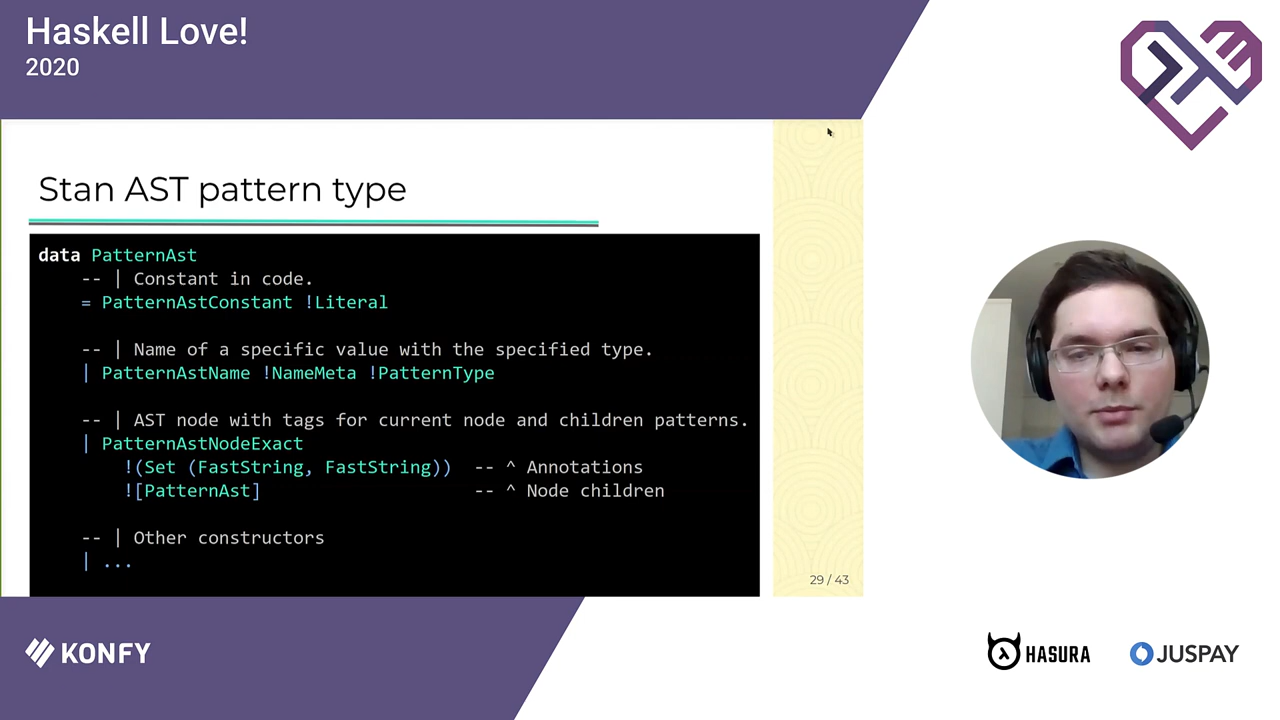 Haskell Love!
2020
Stan AST pattern type
data PatternAst
-- | Constant in code.
= PatternAstConstant !Literal
-- | Name of a specific value with the specified type.
| PatternAstName !NameMeta !PatternType
-- | AST node with tags for current node and children patterns.
| PatternAstNodeExact
!(Set (FastString, FastString)) -- ^ Annotations
![PatternAst] -- ^ Node children
-- | Other constructors
| ...
29 / 43
KONFY
HASURA
JUSPAY